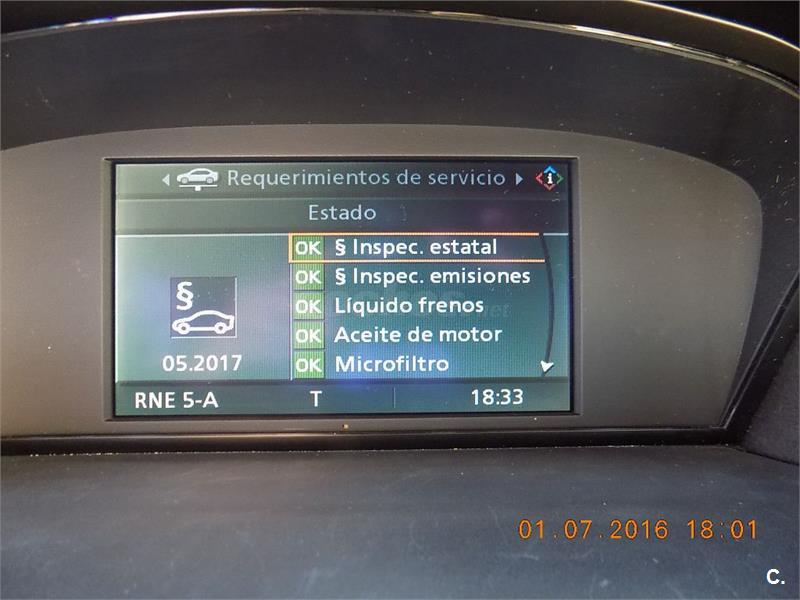 Requerimientos de servicio
Estado
OK § Inspec. estatal
OK § Inspec. emisiones
OK Líquido frenos
OK Aceite de motor
OK Microfiltro
§
05.2017
RNE 5-A T 18:33
01.07.2016 18:01
C.